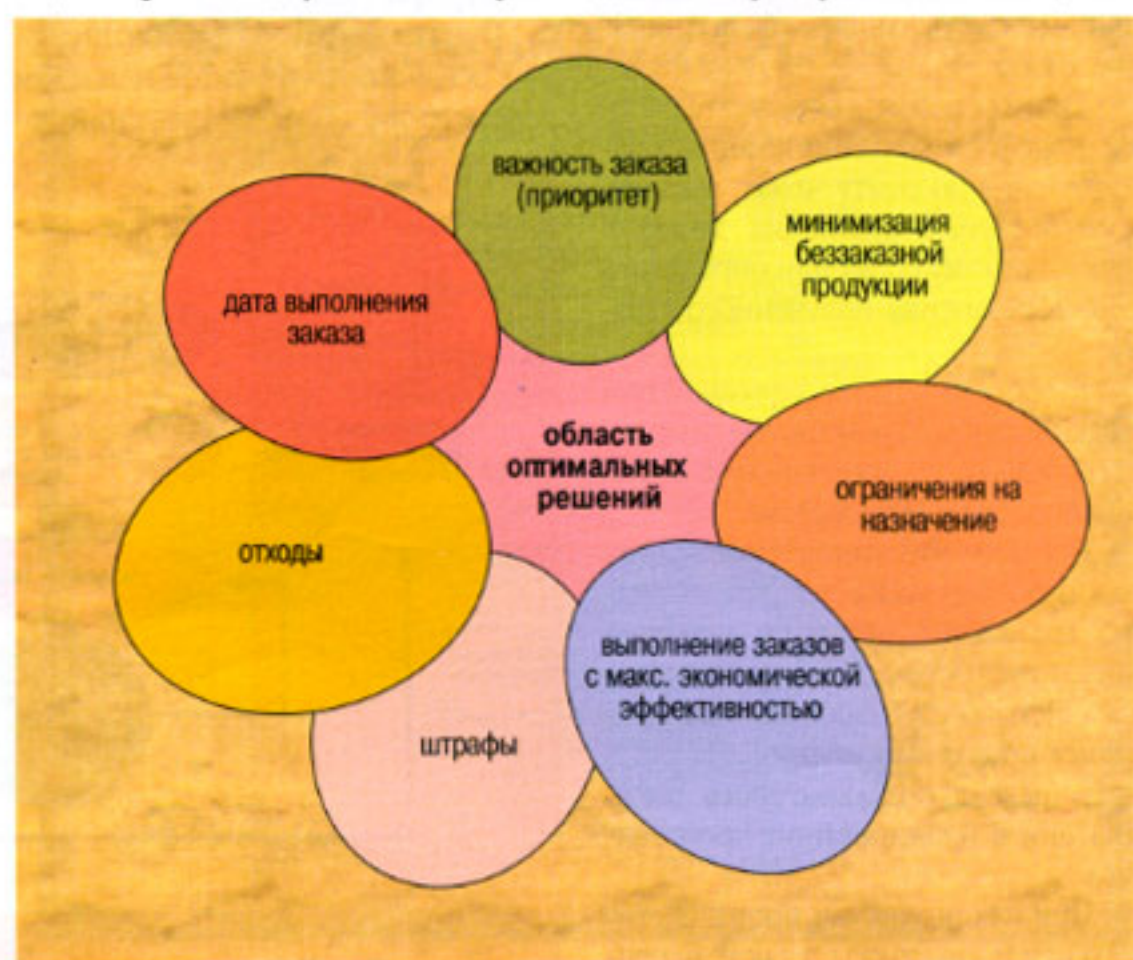 важность заказа
(приоритет)
минимизация
беззаказной
продукции
дата выполнения
заказа
область
оптимальных
решений
ограничения на
назначение
отходы
выполнение заказов
с макс. экономической
эффективностью
штрафы